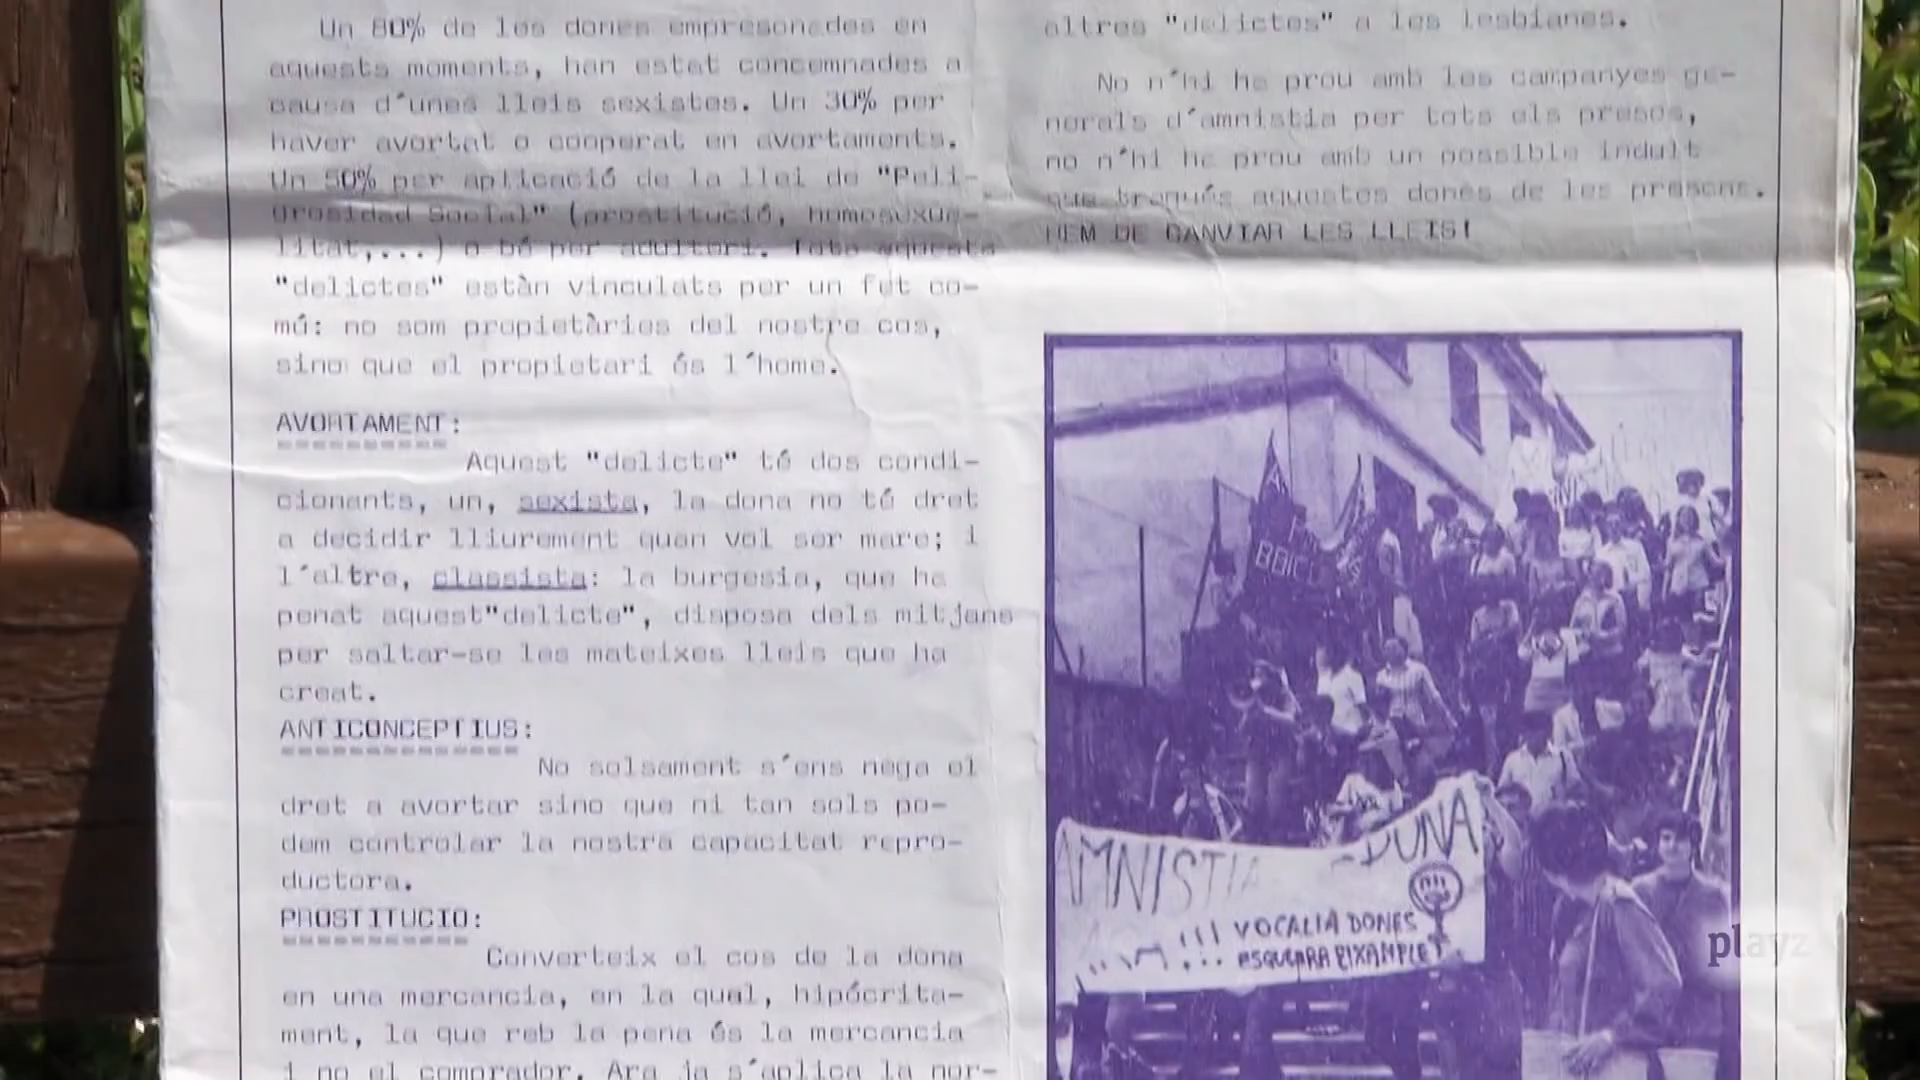 Un 80% de les dones empresonades en
aquests moments, han estat concemnades a
causa d'unes lleis sexistes. Un 30% per
haver avortat o cooperat en avortaments.
Un 50% per aplicació de la llei de "Peli-
grosidad Social" (prostitució, homosexua-
litat,...) o bé per adulteri. Tots aquests
"delictes" estàn vinculats per un fet co-
mú: no som propietàries del nostre cos,
sino que el propietari és l'home.
AVORTAMENT:
Aquest "delicte" té dos condi-
cionants, un, sexista, la dona no té dret
a decidir lliurement quan vol ser mare; i
l'altre, classista: la burgesia, que ha
penat aquest"delicte", disposa dels mitjans
per saltar-se les mateixes lleis que ha
creat.
ANTICONCEPTIUS:
No solsament s'ens nega el
dret a avortar sino que ni tan sols po-
dem controlar la nostra capacitat repro-
ductora.
PROSTITUCIO:
Converteix el cos de la dona
en una mercancia, en la qual, hipócrita-
ment, la que reb la pena és la mercancia
i no el comprador. Ara ja s'aplica la nor-
altres "delictes" a les lesbianes.
No n'hi ha prou amb les campanyes ge-
nerals d'amnistia per tots els presos,
no n'hi ha prou amb un possible indult
que tragués aquestes dones de les presons.
HEM DE CANVIAR LES LLEIS!
AMNISTIA DONA
!!! VOCALIA DONES
ESQUERRA EIXAMPLE
playz